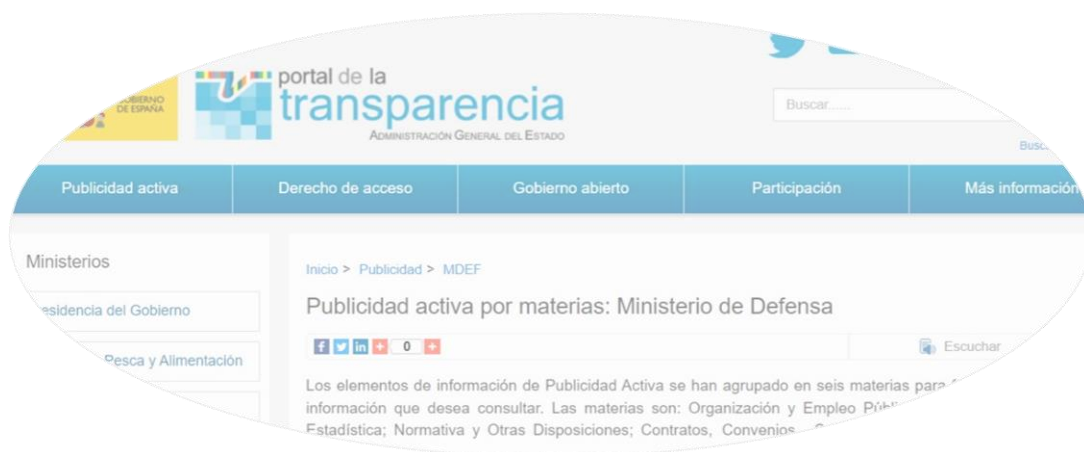 GOBIERNO
DE ESPAÑA
portal de la
transparencia
ADMINISTRACIÓN GENERAL DEL ESTADO
Buscar......
Publicidad activa Derecho de acceso Gobierno abierto Participación Más información
Ministerios
Inicio > Publicidad > MDEF
Publicidad activa por materias: Ministerio de Defensa
del Gobierno
0
Escuchar
Pesca y Alimentación
Los elementos de información de Publicidad Activa se han agrupado en seis materias
información que desea consultar. Las materias son: Organización y Empleo
Estadística; Normativa y Otras Disposiciones; Contratos, Convenios